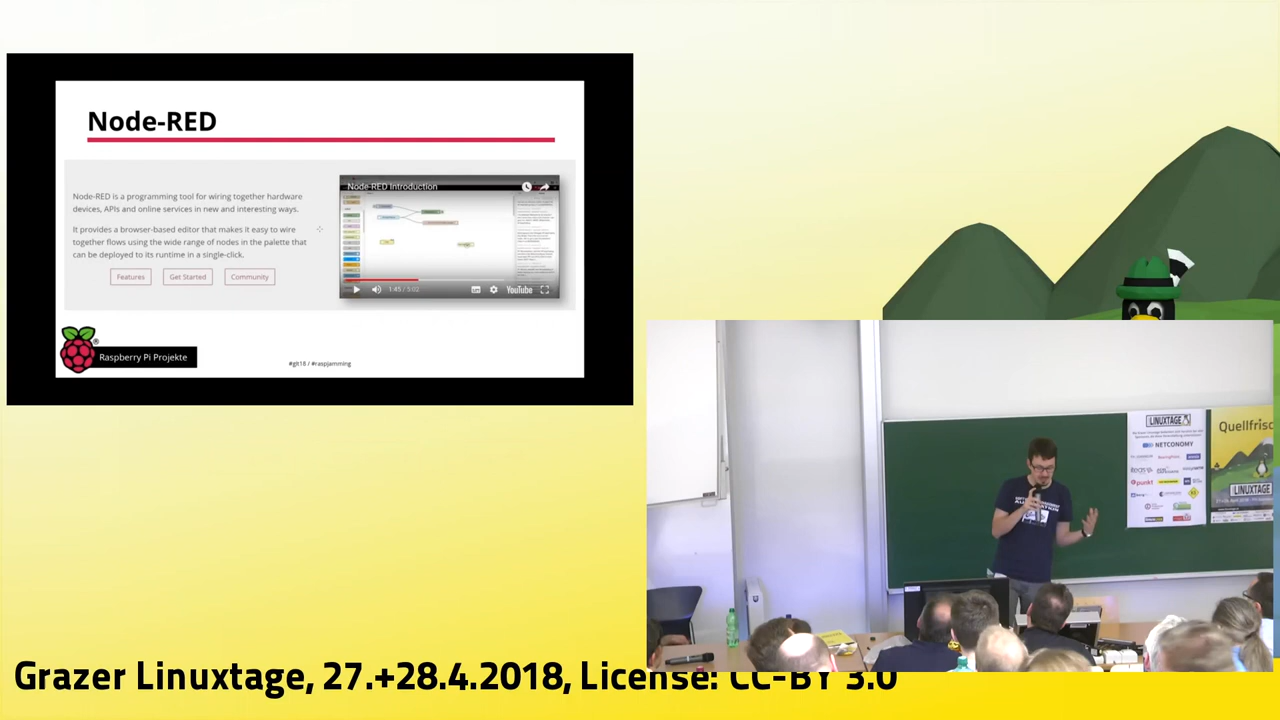 Node-RED
Node-RED is a programming tool for wiring together hardware
devices, APIs and online services in new and interesting ways.
It provides a browser-based editor that makes it easy to wire
together flows using the wide range of nodes in the palette that
can be deployed to its runtime in a single-click.
Features
Get Started
Community
Node-RED Introduction
1:45 / 5:02
YouTube
Raspberry Pi Projekte
#glt18 / #raspjamming
LINUXTAGE
NETCONOMY
punkt
Quellfrisc
LINUXTAGE
Grazer Linuxtage, 27.+28.4.2018, License: CC-BY 3.0